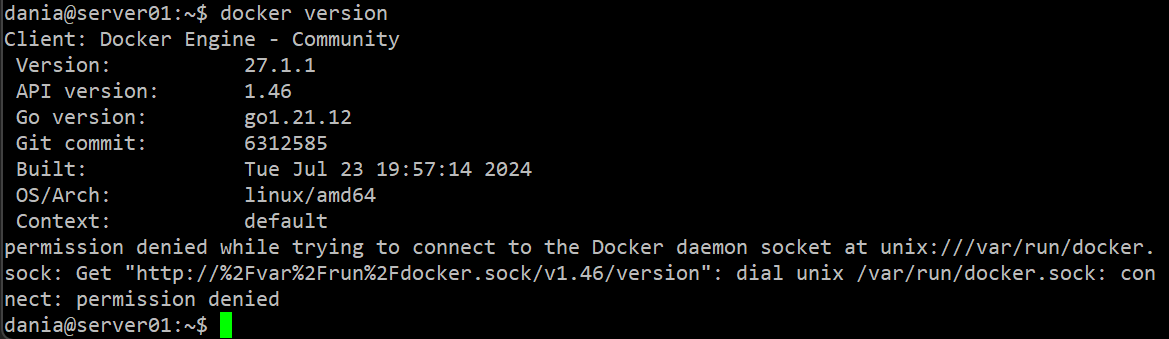 dania@server01:~$ docker version
Client: Docker Engine - Community
 Version:           27.1.1
 API version:       1.46
 Go version:        go1.21.12
 Git commit:        6312585
 Built:             Tue Jul 23 19:57:14 2024
 OS/Arch:           linux/amd64
 Context:           default
permission denied while trying to connect to the Docker daemon socket at unix:///var/run/docker.
sock: Get "http://%2Fvar%2Frun%2Fdocker.sock/v1.46/version": dial unix /var/run/docker.sock: con
nect: permission denied
dania@server01:~$